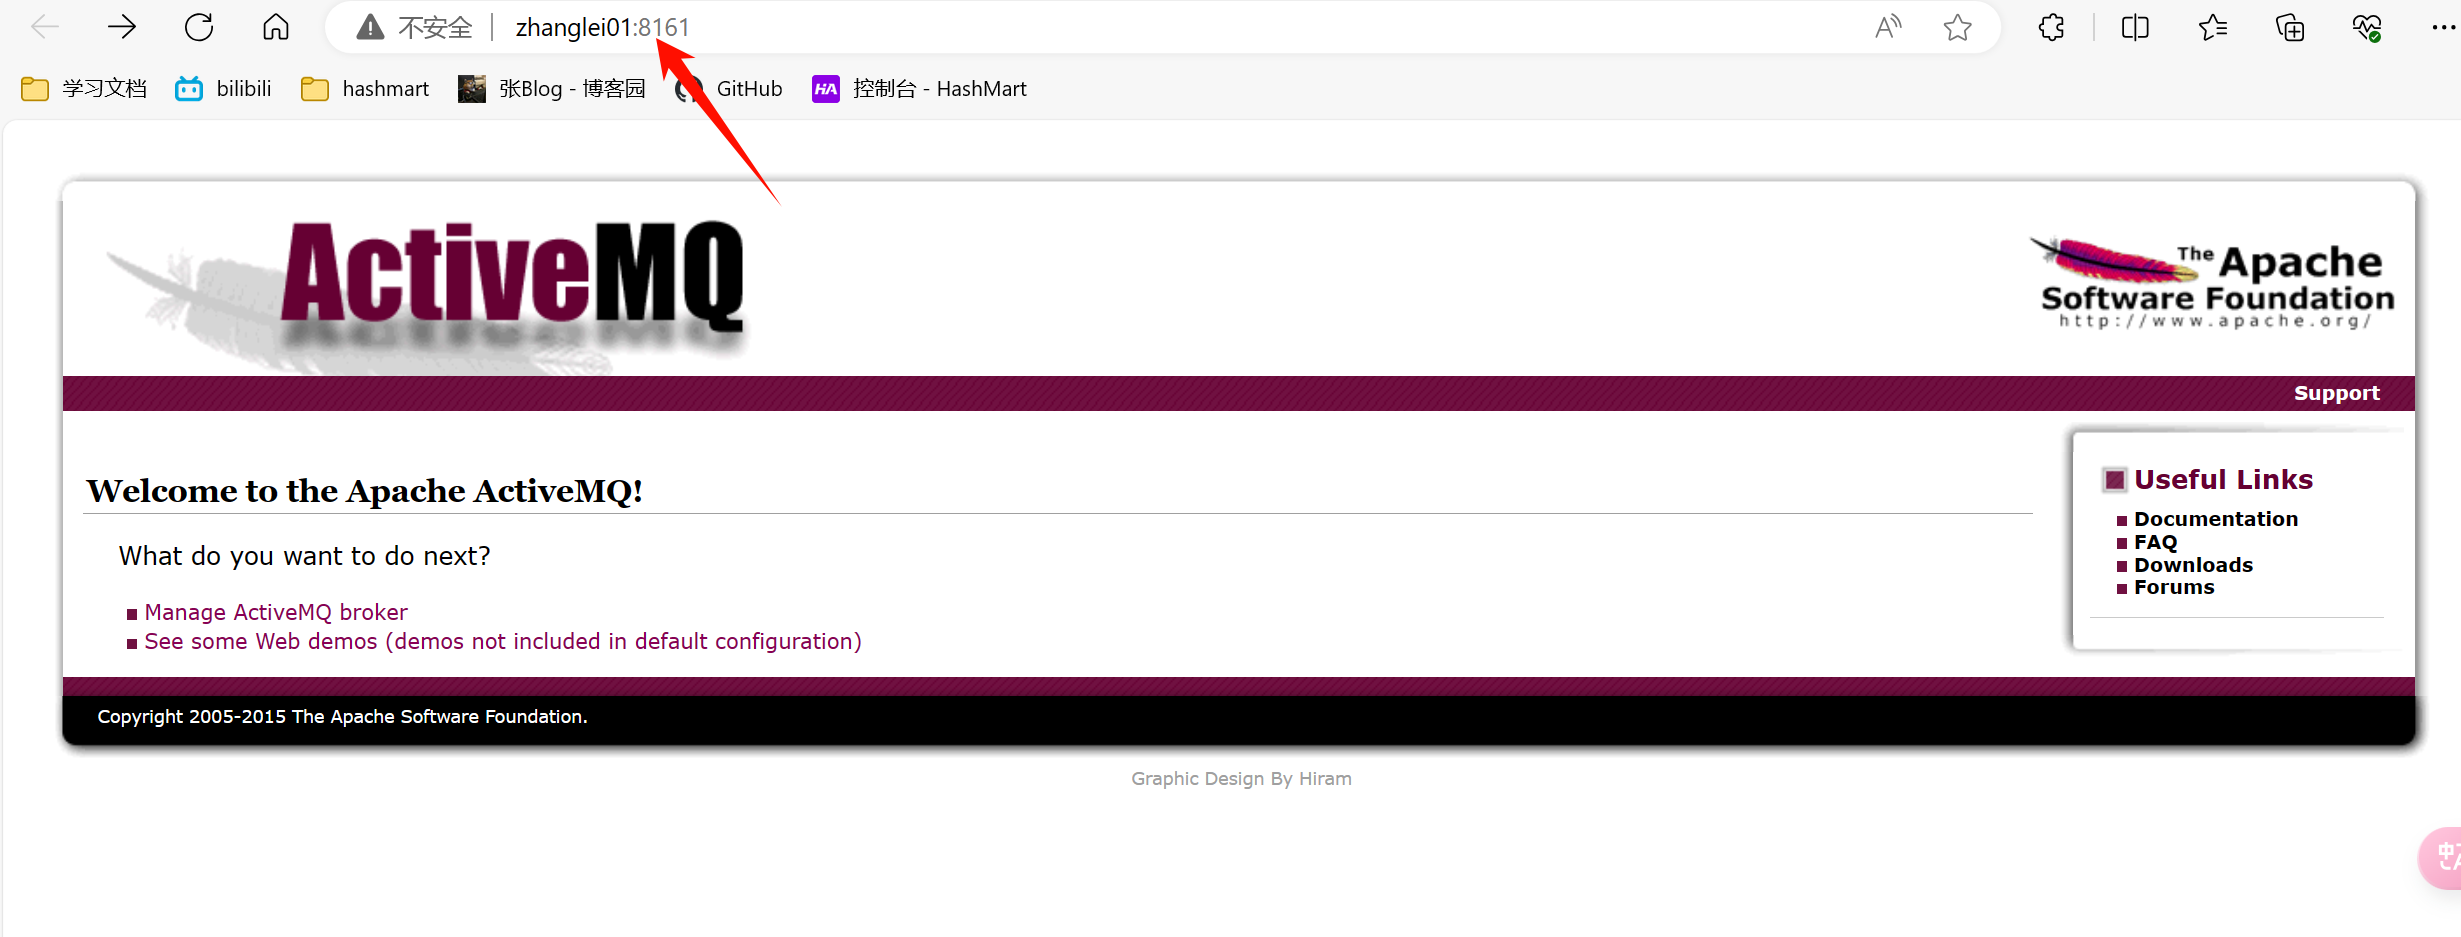 不安全 zhanglei01:8161
学习文档 bilibili hashmart 张Blog - 博客园 GitHub HA 控制台 - HashMart
ActiveMQ
The Apache
Software Foundation
http://www.apache.org/
Support
Welcome to the Apache ActiveMQ!
What do you want to do next?
Manage ActiveMQ broker
See some Web demos (demos not included in default configuration)
Useful Links
Documentation
FAQ
Downloads
Forums
Copyright 2005-2015 The Apache Software Foundation.
Graphic Design By Hiram